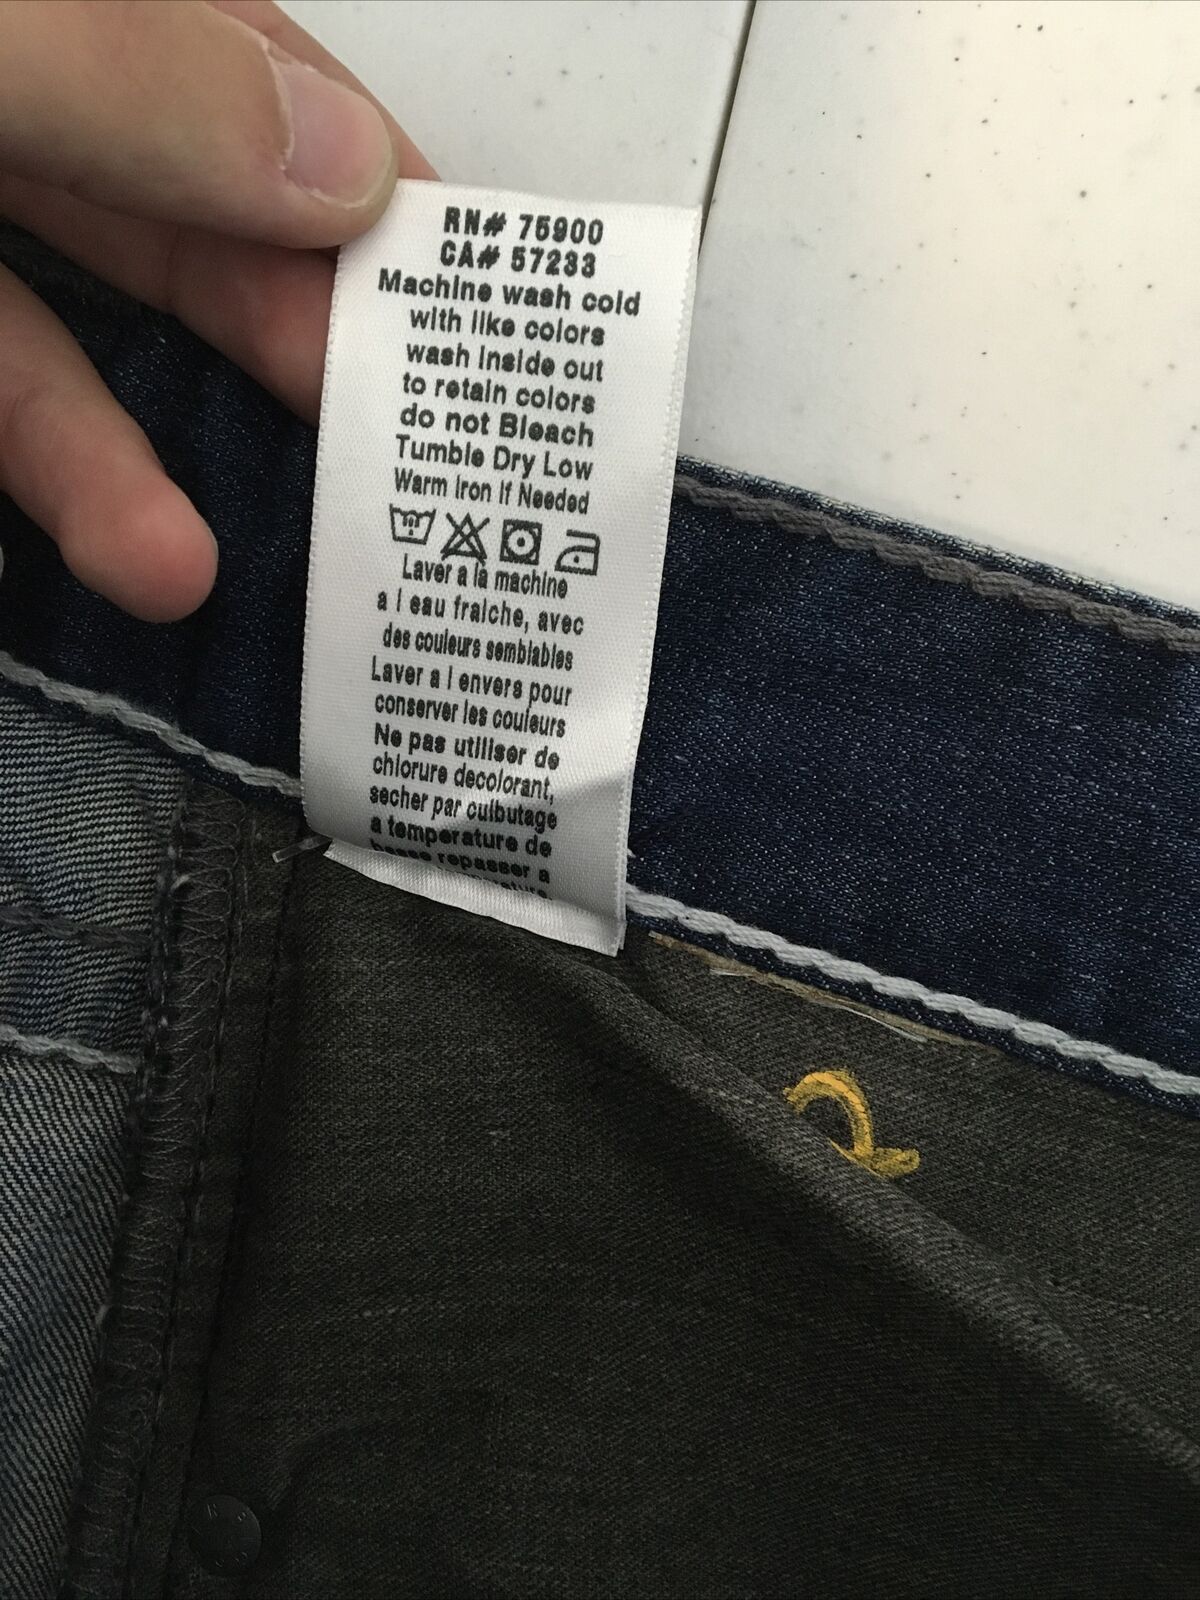 RN# 75900
CA# 57233
Machine wash cold
with like colors
wash inside out
to retain colors
do not Bleach
Tumble Dry Low
Warm Iron If Needed
Laver a la machine
a l eau fraiche, avec
des couleurs semblables
Laver a l envers pour
conserver les couleurs
Ne pas utiliser de
chlorure decolorant,
secher par culbutage
a temperature de
basse repasser a